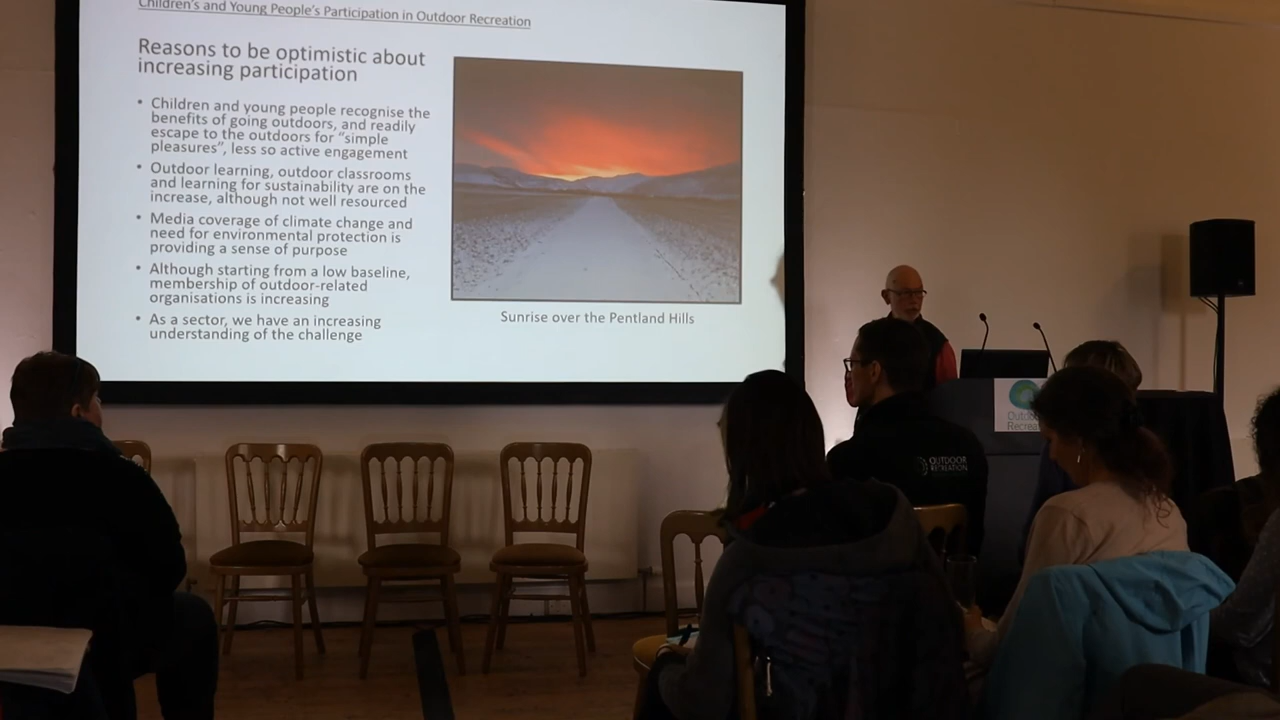 Children's and Young People's Participation in Outdoor Recreation
Reasons to be optimistic about
increasing participation
• Children and young people recognise the
benefits of going outdoors, and readily
escape to the outdoors for "simple
pleasures", less so active engagement
• Outdoor learning, outdoor classrooms
and learning for sustainability are on the
increase, although not well resourced
• Media coverage of climate change and
need for environmental protection is
providing a sense of purpose
• Although starting from a low baseline,
membership of outdoor-related
organisations is increasing
• As a sector, we have an increasing
understanding of the challenge
Sunrise over the Pentland Hills
OUTDOOR
RECREATION